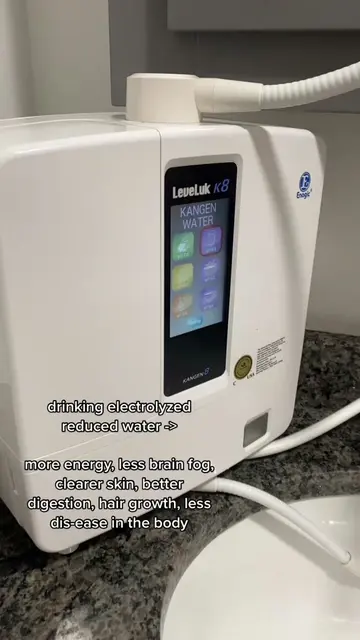 LeveLuk K8
KANGEN
WATER
Enagic
KANGEN 8
drinking electrolyzed
reduced water ->
more energy, less brain fog,
clearer skin, better
digestion, hair growth, less
dis-ease in the body